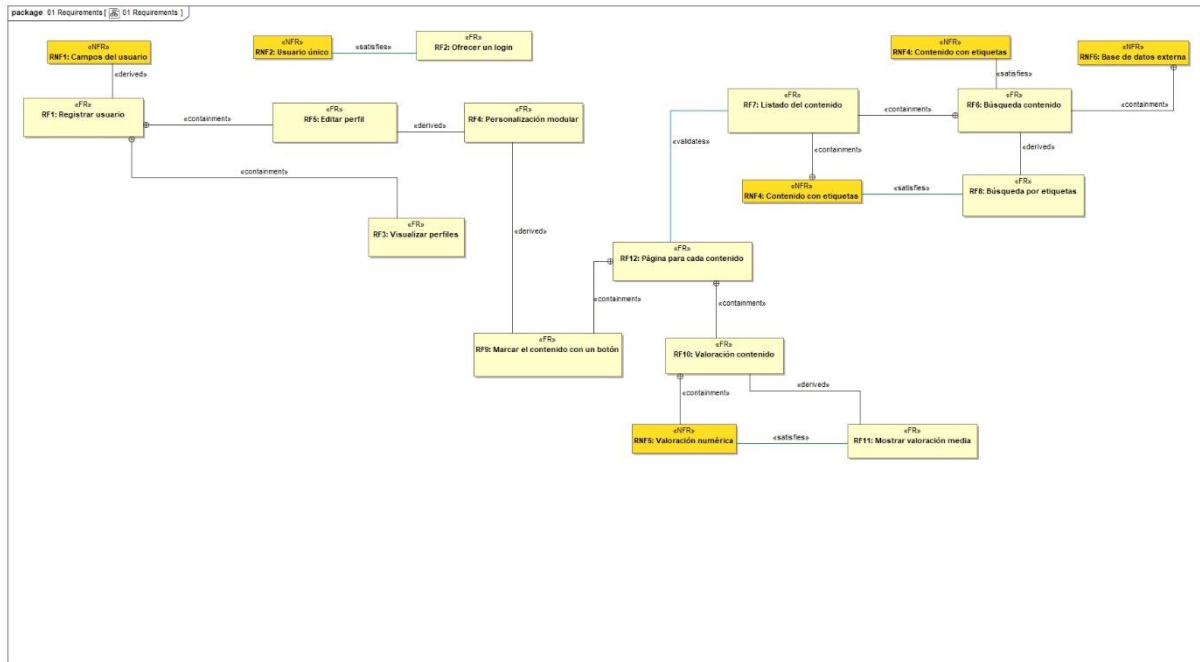 package 01 Requirements [ 01 Requirements ]
«NFR»
RNF1: Campos del usuario
«NFR»
RNF2: Usuario único
«satisfies»
«FR»
RF2: Ofrecer un login
«NFR»
RNF4: Contenido con etiquetas
«NFR»
RNF6: Base de datos externa
«derived»
«satisfies»
«FR»
RF1: Registrar usuario
«containment»
«FR»
RF5: Editar perfil
«derived»
«FR»
RF4: Personalización modular
«FR»
RF7: Listado del contenido
«containment»
«FR»
RF6: Búsqueda contenido
«containment»
«validates»
«containment»
«derived»
«containment»
«NFR»
RNF4: Contenido con etiquetas
«satisfies»
«FR»
RF8: Búsqueda por etiquetas
«FR»
RF3: Visualizar perfiles
«derived»
«FR»
RF12: Página para cada contenido
«containment»
«containment»
«FR»
RF9: Marcar el contenido con un botón
«FR»
RF10: Valoración contenido
«containment»
«derived»
«NFR»
RNF5: Valoración numérica
«satisfies»
«FR»
RF11: Mostrar valoración media